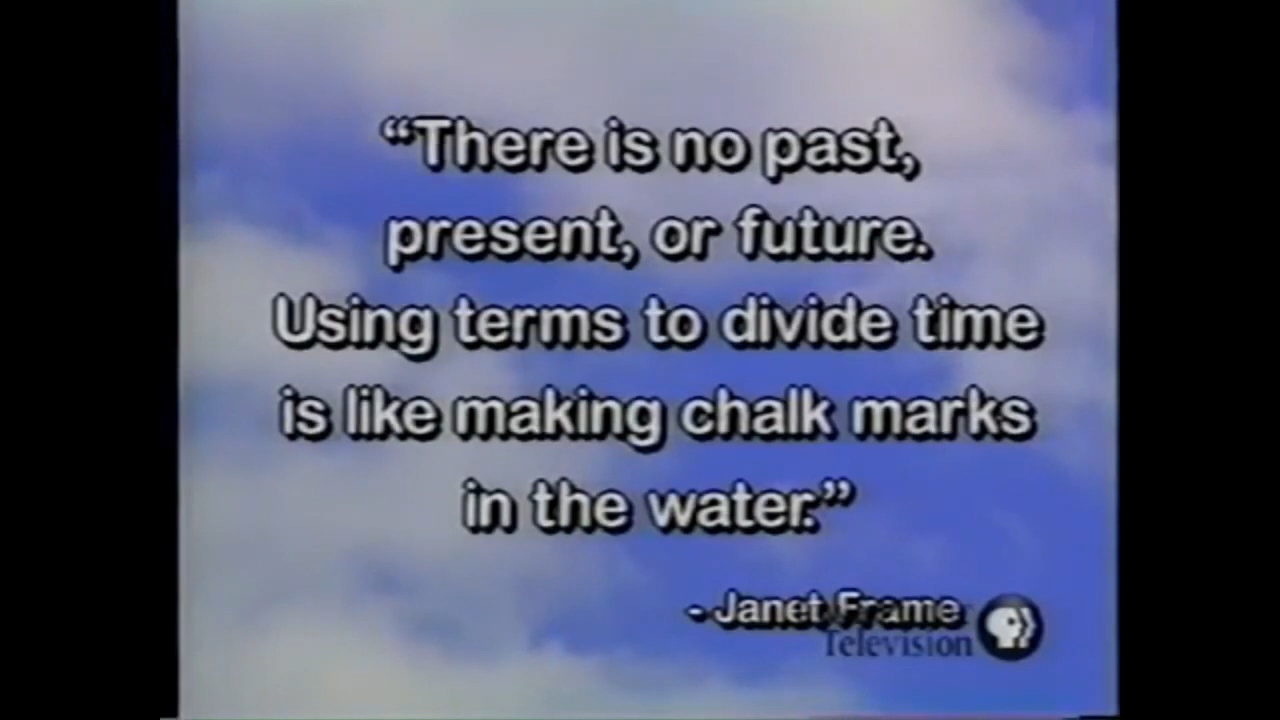 “There is no past,
present, or future.
Using terms to divide time
is like making chalk marks
in the water.”
- Janet Frame
Television